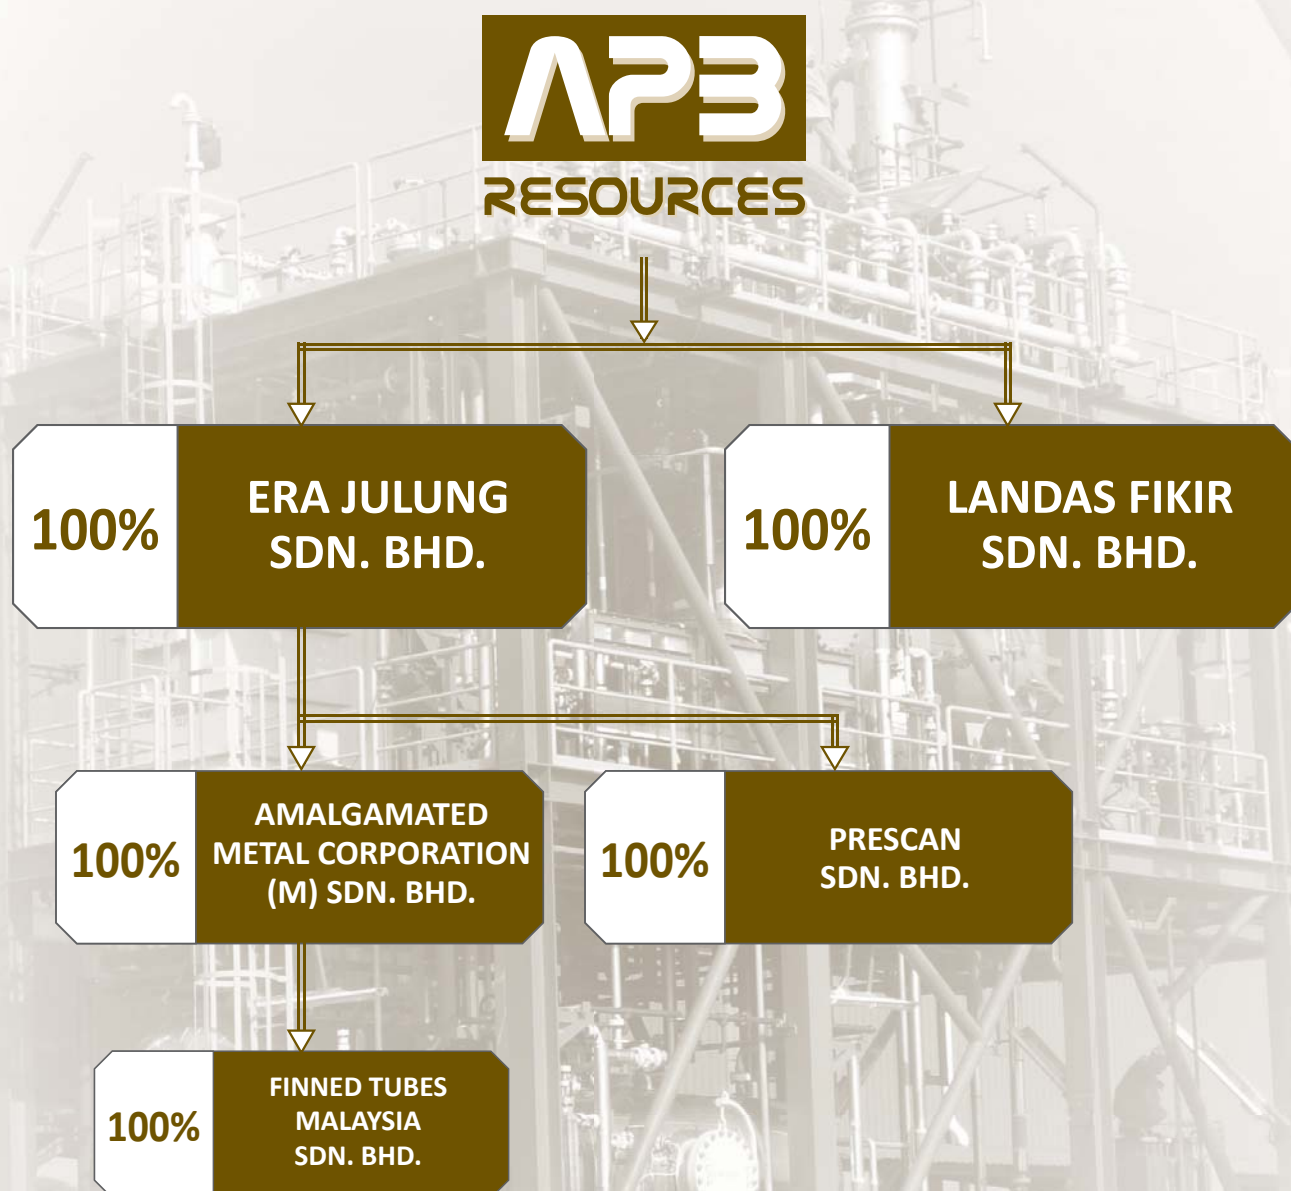 APB
RESOURCES
100%
ERA JULUNG
SDN. BHD.
100%
LANDAS FIKIR
SDN. BHD.
100%
AMALGAMATED
METAL CORPORATION
(M) SDN. BHD.
100%
PRESCAN
SDN. BHD.
100%
FINNED TUBES
MALAYSIA
SDN. BHD.